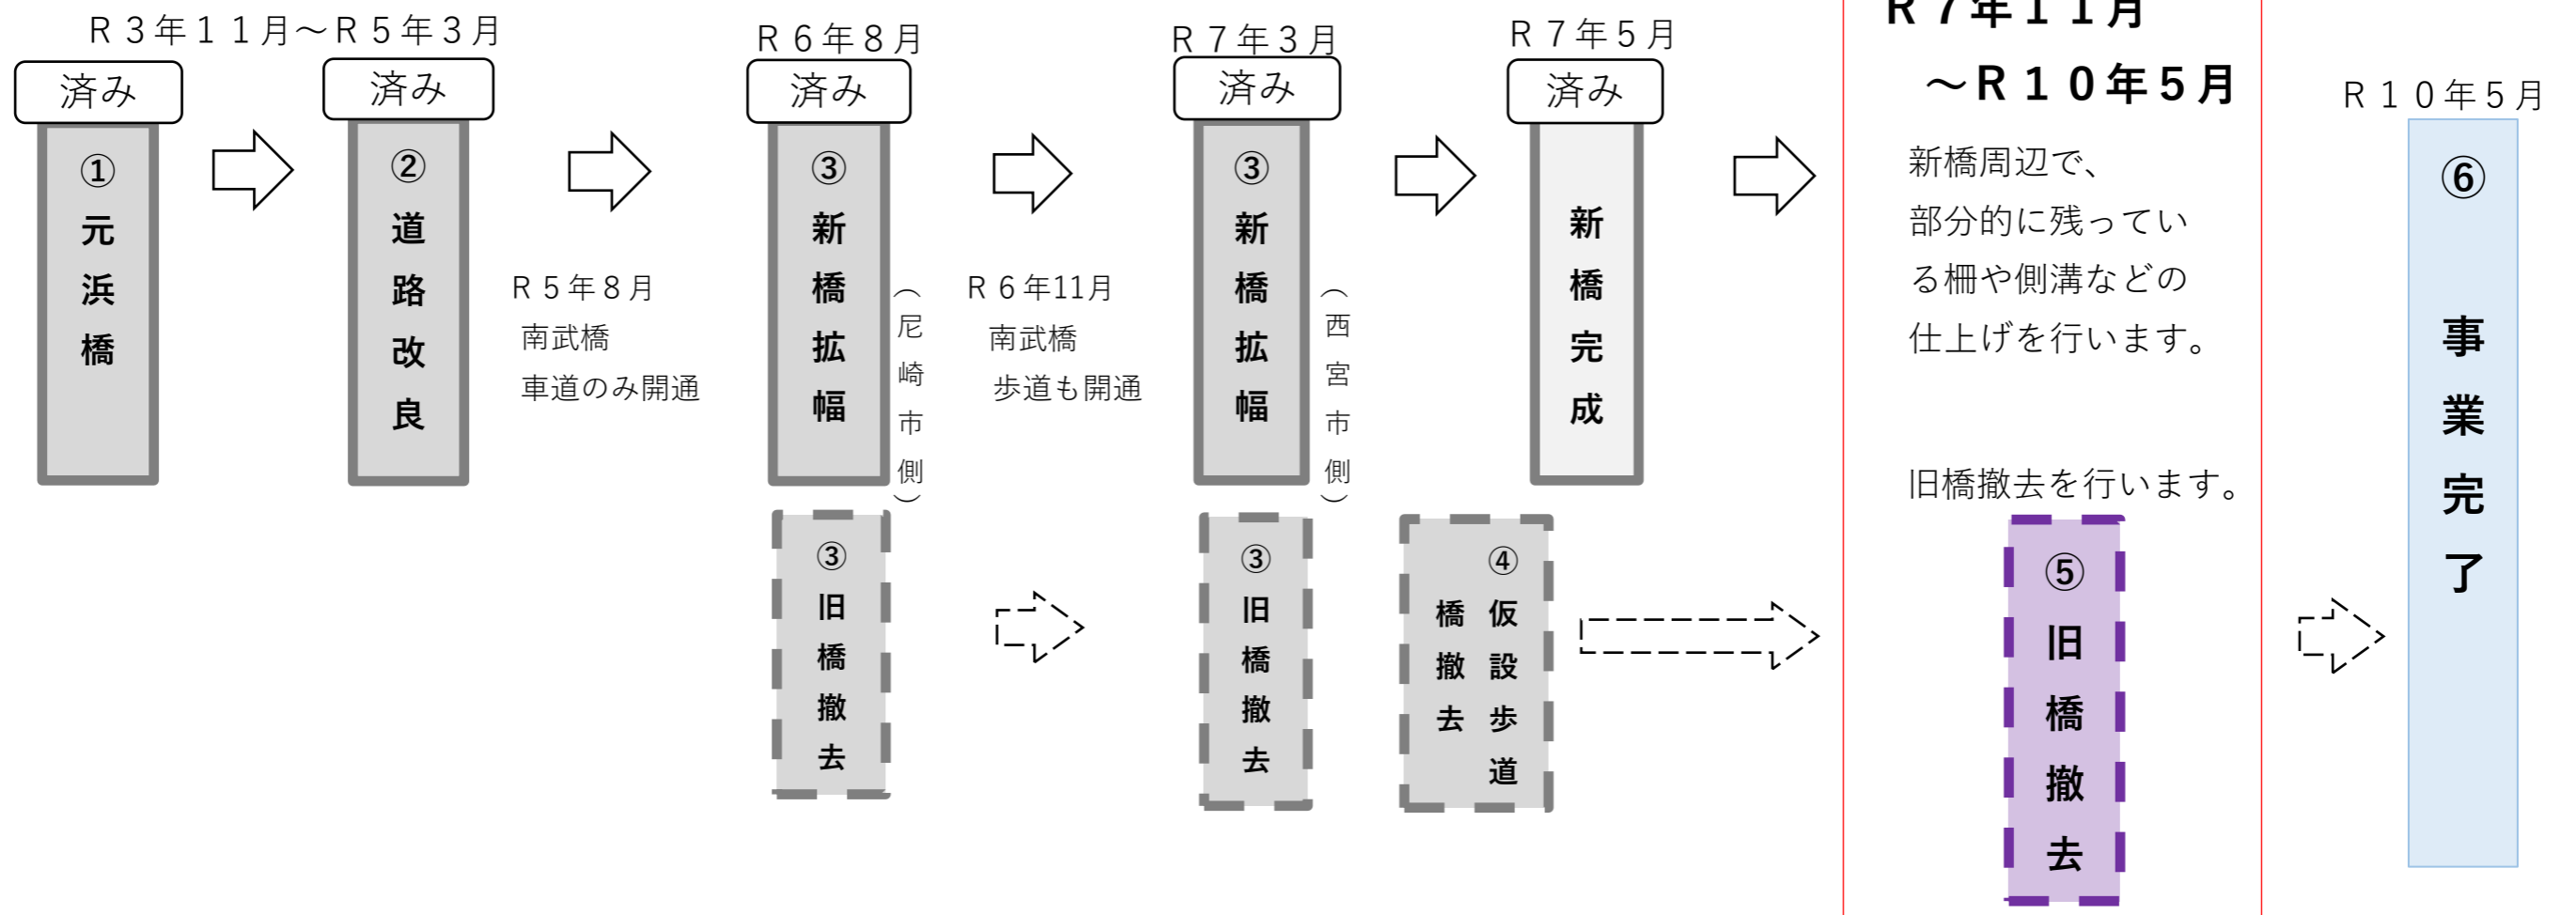 Ｒ３年１１月～Ｒ５年３月
済み
①元浜橋
済み
②道路改良
Ｒ５年８月
南武橋
車道のみ開通
Ｒ６年８月
済み
③新橋拡幅
（尼崎市側）
③旧橋撤去
Ｒ６年11月
南武橋
歩道も開通
Ｒ７年３月
済み
③新橋拡幅
（西宮市側）
③旧橋撤去
④仮設歩道
橋撤去
Ｒ７年５月
済み
新橋完成
Ｒ７年１１月
～Ｒ１０年５月
新橋周辺で、
部分的に残ってい
る柵や側溝などの
仕上げを行います。
旧橋撤去を行います。
⑤旧橋撤去
Ｒ１０年５月
⑥事業完了